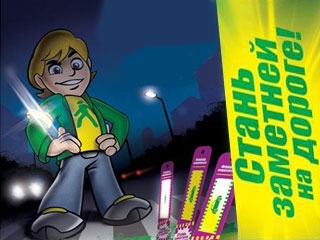 Стань
заметней
на дороге!